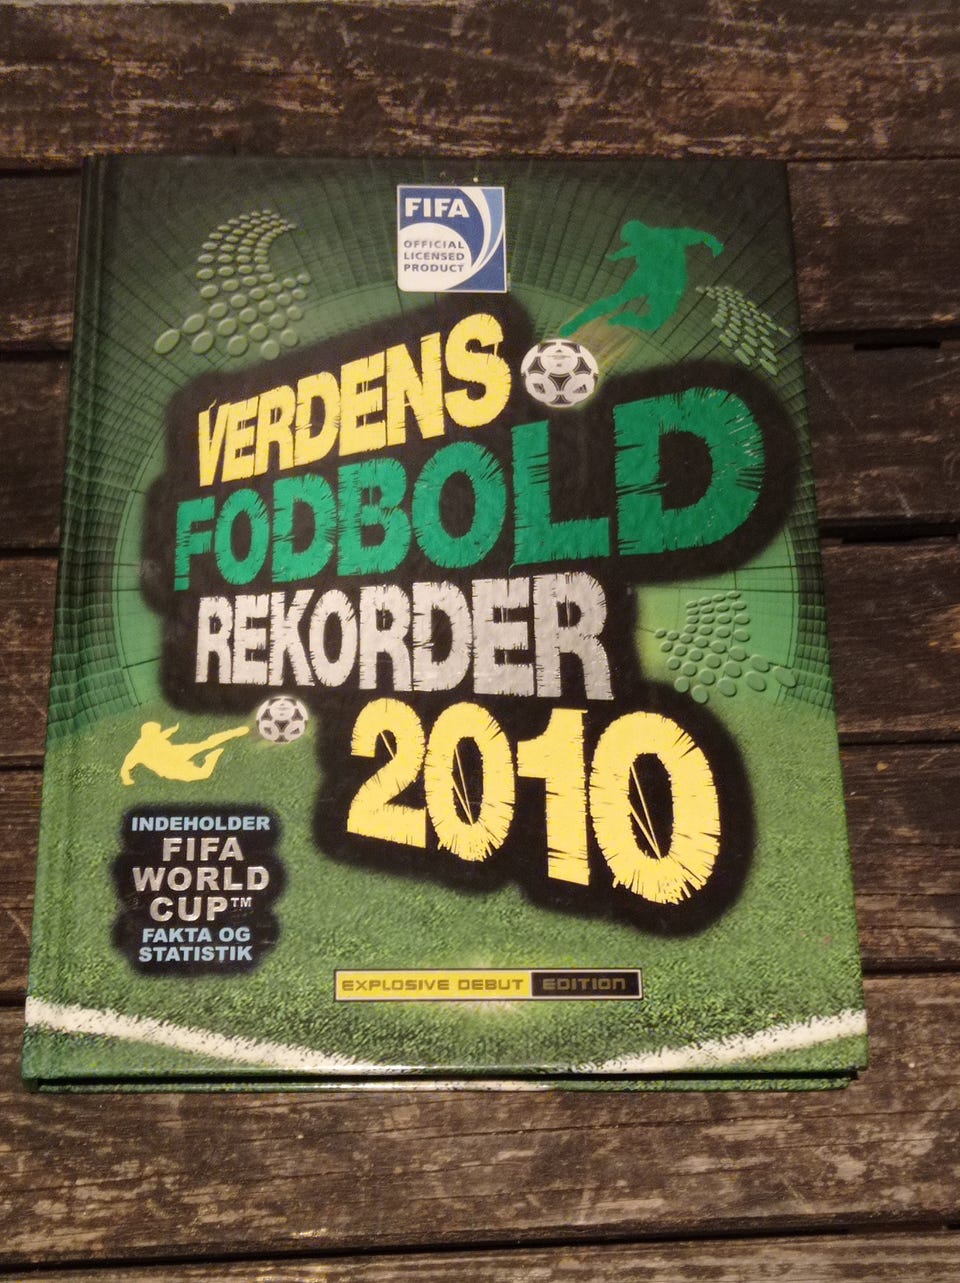 FIFA
OFFICIAL
LICENSED
PRODUCT
VERDENS
FODBOLD
REKORDER
2010
INDEHOLDER
FIFA
WORLD
CUP™
FAKTA OG
STATISTIK
EXPLOSIVE DEBUT EDITION